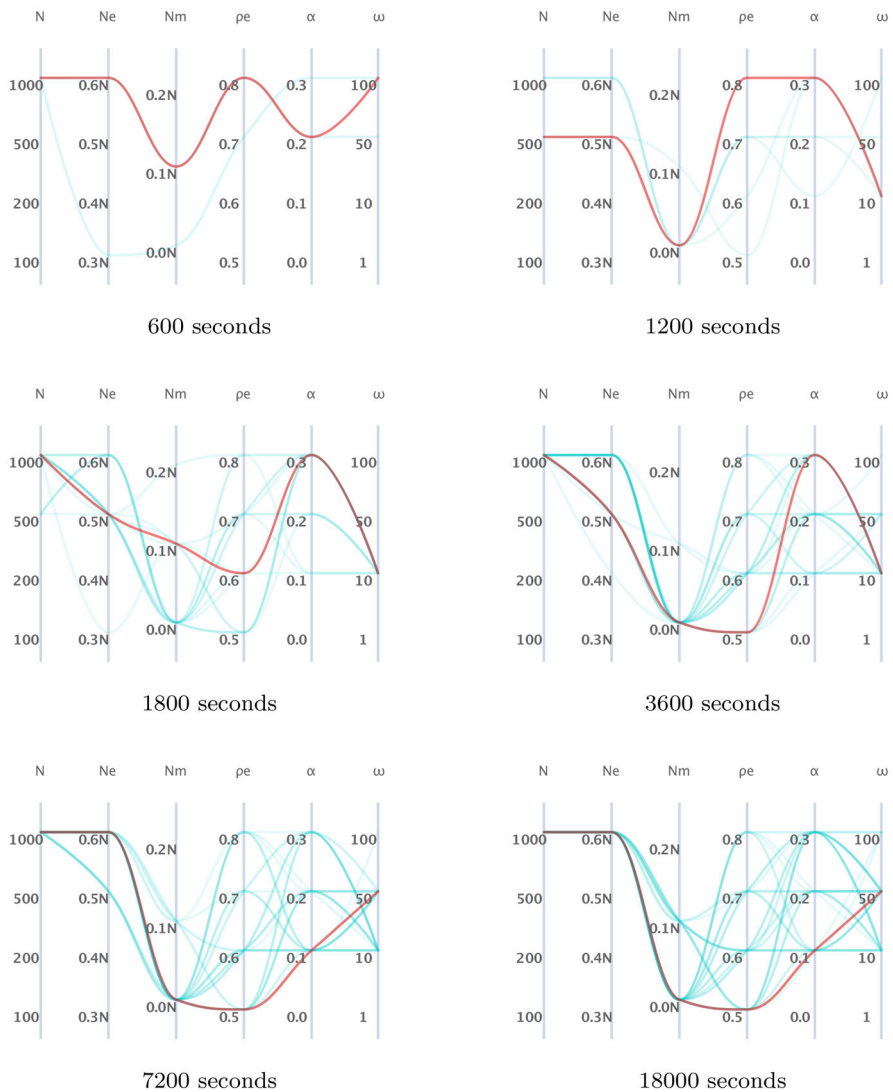 N Ne Nm ρe α ω
1000 0.6N 0.2N 0.8 0.3 100
500 0.5N 0.1N 0.7 0.2 50
200 0.4N 0.6 0.1 10
100 0.3N 0.0N 0.5 0.0 1
600 seconds
N Ne Nm ρe α ω
1000 0.6N 0.2N 0.8 0.3 100
500 0.5N 0.1N 0.7 0.2 50
200 0.4N 0.6 0.1 10
100 0.3N 0.0N 0.5 0.0 1
1200 seconds
N Ne Nm ρe α ω
1000 0.6N 0.2N 0.8 0.3 100
500 0.5N 0.1N 0.7 0.2 50
200 0.4N 0.6 0.1 10
100 0.3N 0.0N 0.5 0.0 1
1800 seconds
N Ne Nm ρe α ω
1000 0.6N 0.2N 0.8 0.3 100
500 0.5N 0.1N 0.7 0.2 50
200 0.4N 0.6 0.1 10
100 0.3N 0.0N 0.5 0.0 1
3600 seconds
N Ne Nm ρe α ω
1000 0.6N 0.2N 0.8 0.3 100
500 0.5N 0.1N 0.7 0.2 50
200 0.4N 0.6 0.1 10
100 0.3N 0.0N 0.5 0.0 1
7200 seconds
N Ne Nm ρe α ω
1000 0.6N 0.2N 0.8 0.3 100
500 0.5N 0.1N 0.7 0.2 50
200 0.4N 0.6 0.1 10
100 0.3N 0.0N 0.5 0.0 1
18000 seconds